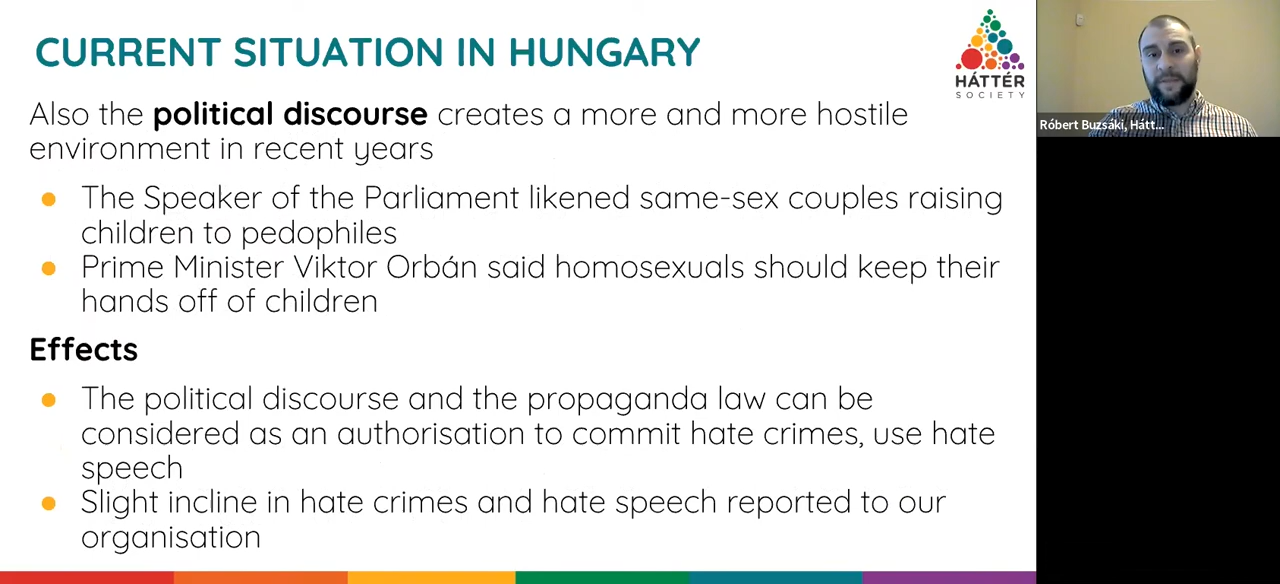 CURRENT SITUATION IN HUNGARY
HÁTTÉR
SOCIETY
Róbert Buzsáki, Hátt...
Also the political discourse creates a more and more hostile
environment in recent years
The Speaker of the Parliament likened same-sex couples raising
children to pedophiles
Prime Minister Viktor Orbán said homosexuals should keep their
hands off of children
Effects
The political discourse and the propaganda law can be
considered as an authorisation to commit hate crimes, use hate
speech
Slight incline in hate crimes and hate speech reported to our
organisation